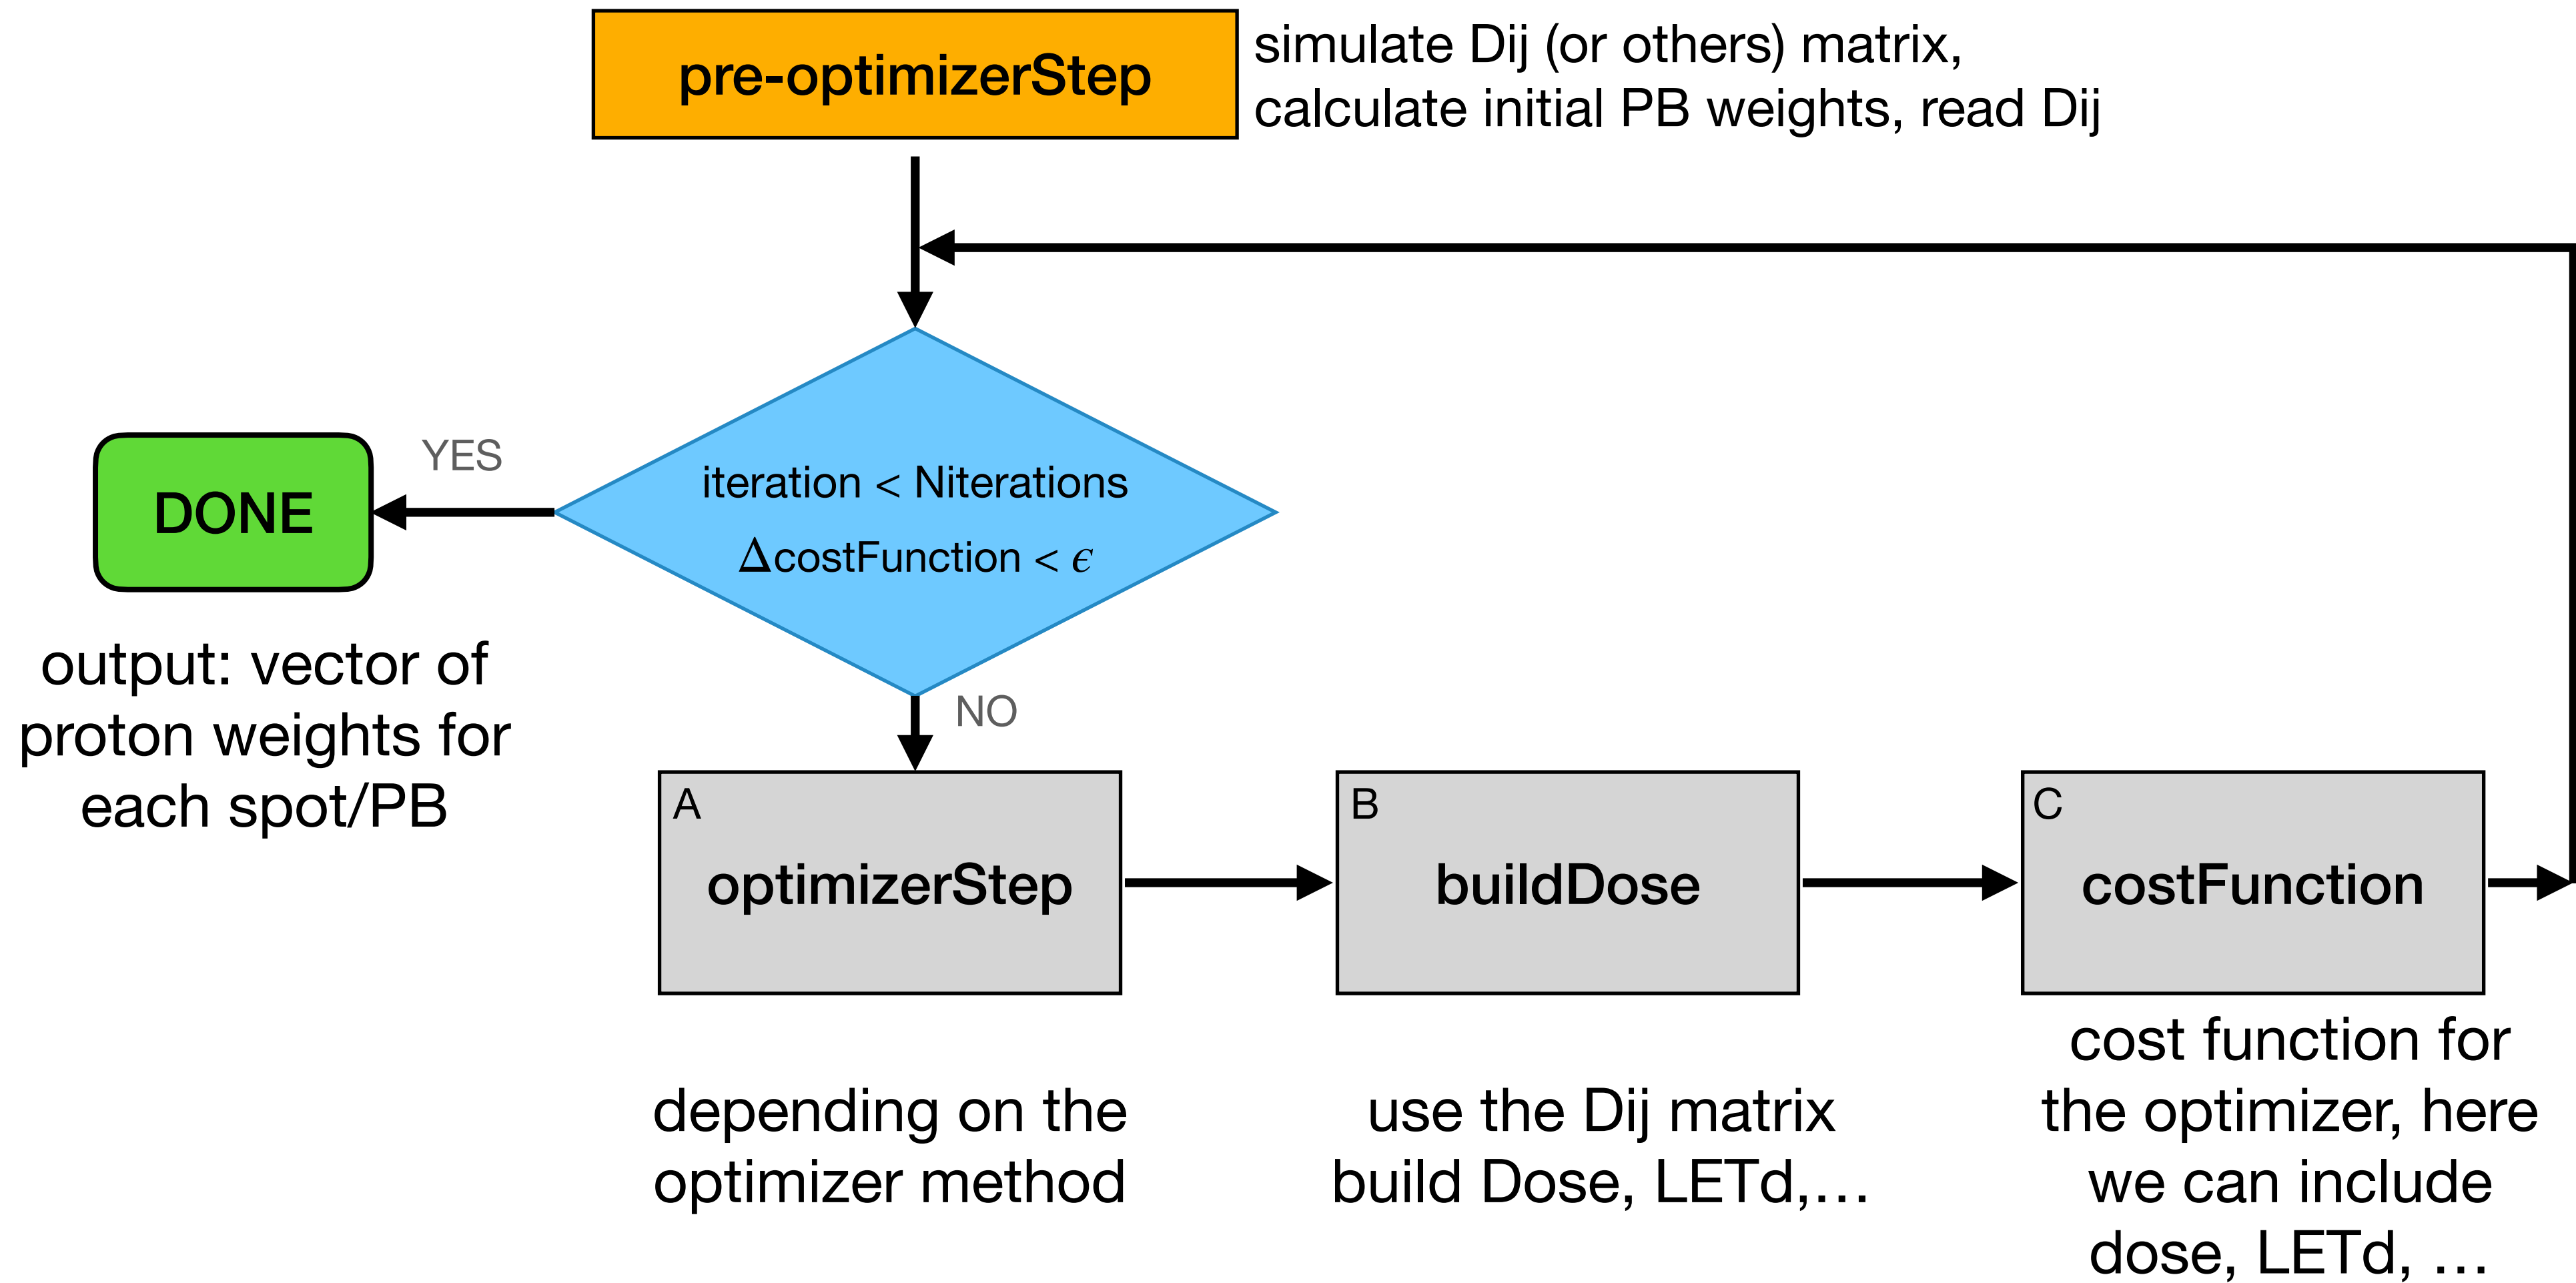 pre-optimizerStep
simulate Dij (or others) matrix,
calculate initial PB weights, read Dij
iteration < Niterations
ΔcostFunction < ϵ
YES
DONE
output: vector of
proton weights for
each spot/PB
NO
A
optimizerStep
depending on the
optimizer method
B
buildDose
use the Dij matrix
build Dose, LETd,…
C
costFunction
cost function for
the optimizer, here
we can include
dose, LETd, …